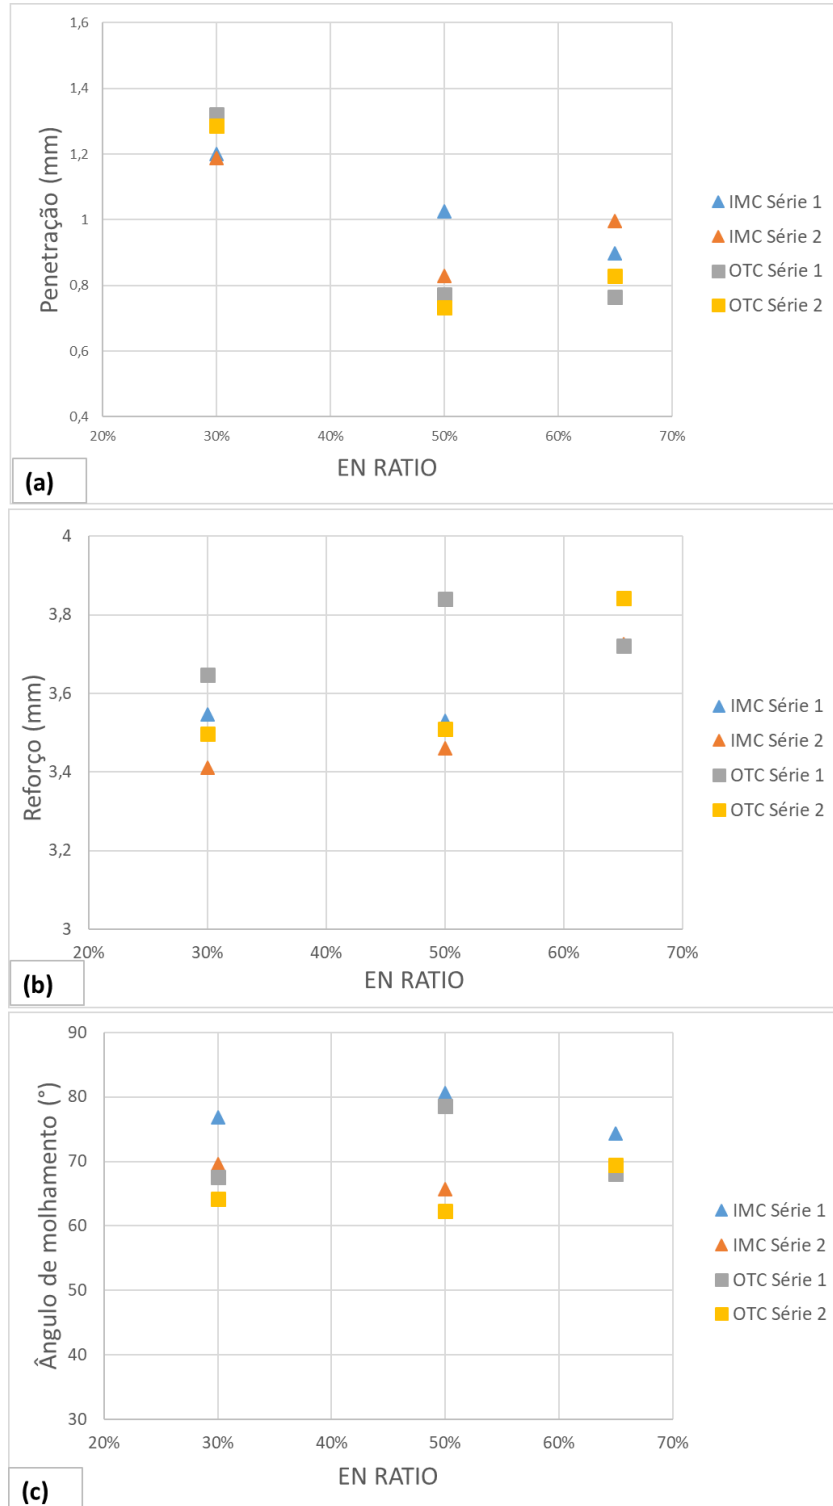 1,6
1,4
1,2
1
0,8
0,6
0,4
Penetração (mm)
20%
30%
40%
50%
60%
70%
EN RATIO
IMC Série 1
IMC Série 2
OTC Série 1
OTC Série 2
(a)
4
3,8
3,6
3,4
3,2
3
Reforço (mm)
20%
30%
40%
50%
60%
70%
EN RATIO
IMC Série 1
IMC Série 2
OTC Série 1
OTC Série 2
(b)
90
80
70
60
50
40
30
Ângulo de molhamento (°)
20%
30%
40%
50%
60%
70%
EN RATIO
IMC Série 1
IMC Série 2
OTC Série 1
OTC Série 2
(c)